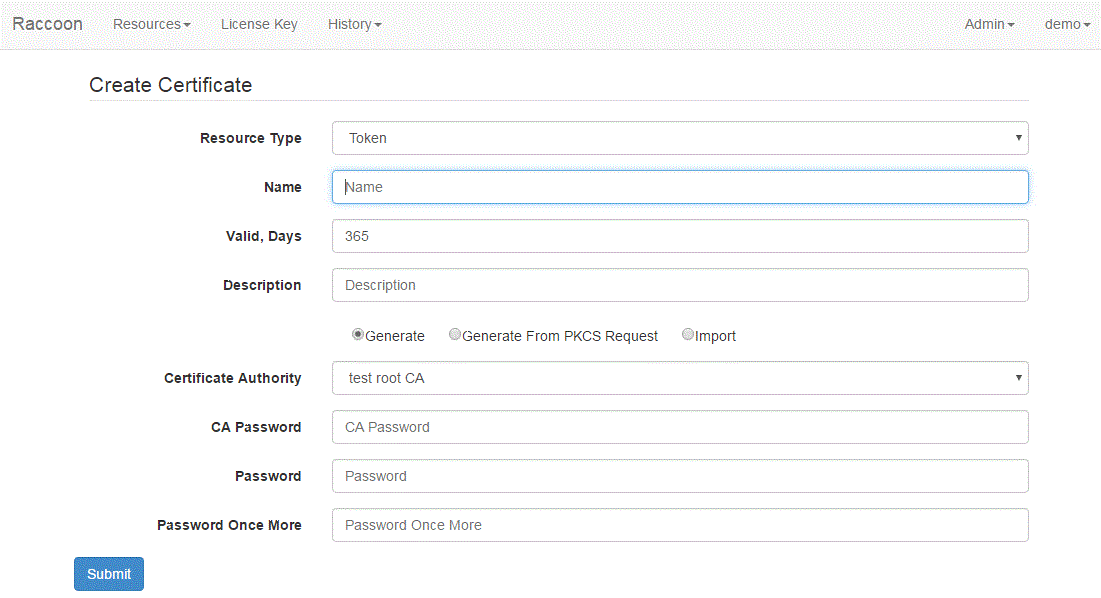 Raccoon Resources License Key History Admin demo
Create Certificate
Resource Type Token
Name Name
Valid, Days 365
Description Description
Generate Generate From PKCS Request Import
Certificate Authority test root CA
CA Password CA Password
Password Password
Password Once More Password Once More
Submit